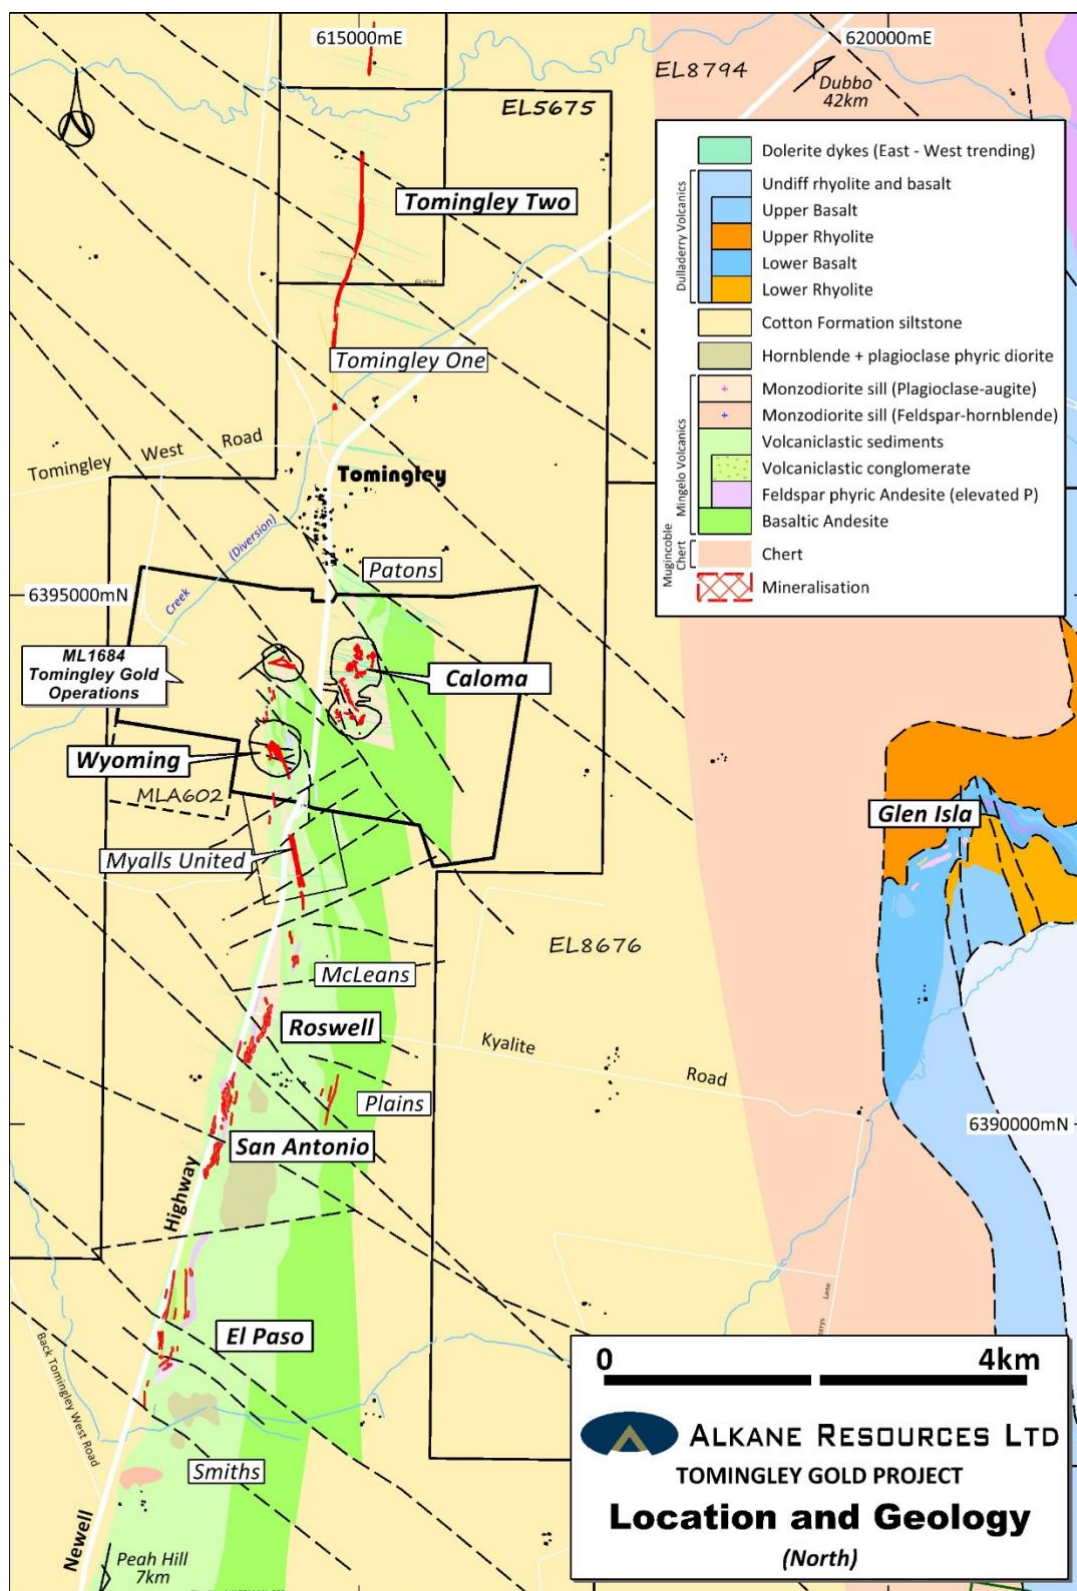 615000mE
620000mE
EL8794
Dubbo
42km
EL5675
Tomingley Two
Dolerite dykes (East - West trending)
Dulladerry Volcanics
Undiff rhyolite and basalt
Upper Basalt
Upper Rhyolite
Lower Basalt
Lower Rhyolite
Cotton Formation siltstone
Hornblende + plagioclase phyric diorite
Mingelo Volcanics
Monzodiorite sill (Plagioclase-augite)
Monzodiorite sill (Feldspar-hornblende)
Volcaniclastic sediments
Volcaniclastic conglomerate
Feldspar phyric Andesite (elevated P)
Basaltic Andesite
Mugincoble
Chert
Chert
Mineralisation
Tomingley One
Tomingley West Road
Tomingley
(Diversion)
Creek
Patons
6395000mN
ML1684
Tomingley Gold
Operations
Caloma
Wyoming
MLA602
Glen Isla
Myalls United
EL8676
McLeans
Roswell
Kyalite Road
Plains
6390000mN
San Antonio
Highway
El Paso
Back Tomingley West Road
Lane
Smiths
Newell
Peah Hill
7km
0 4km
ALKANE RESOURCES LTD
TOMINGLEY GOLD PROJECT
Location and Geology
(North)